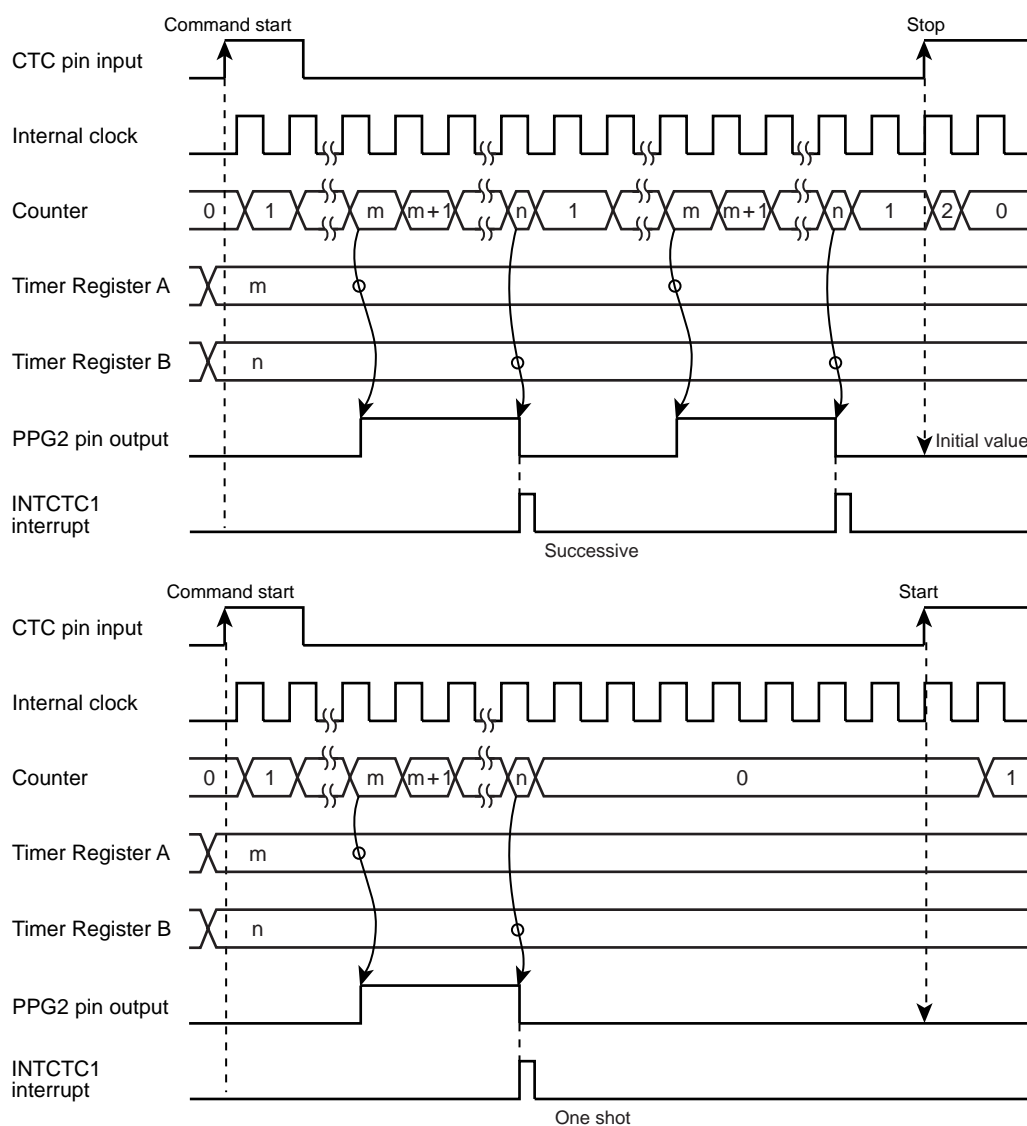 Command start
Stop
CTC pin input
Internal clock
Counter 0 1 m m+1 n 1 m m+1 n 1 2 0
Timer Register A m
Timer Register B n
PPG2 pin output Initial value
INTCTC1
interrupt
Successive
Command start
Start
CTC pin input
Internal clock
Counter 0 1 m m+1 n 0 1
Timer Register A m
Timer Register B n
PPG2 pin output
INTCTC1
interrupt
One shot